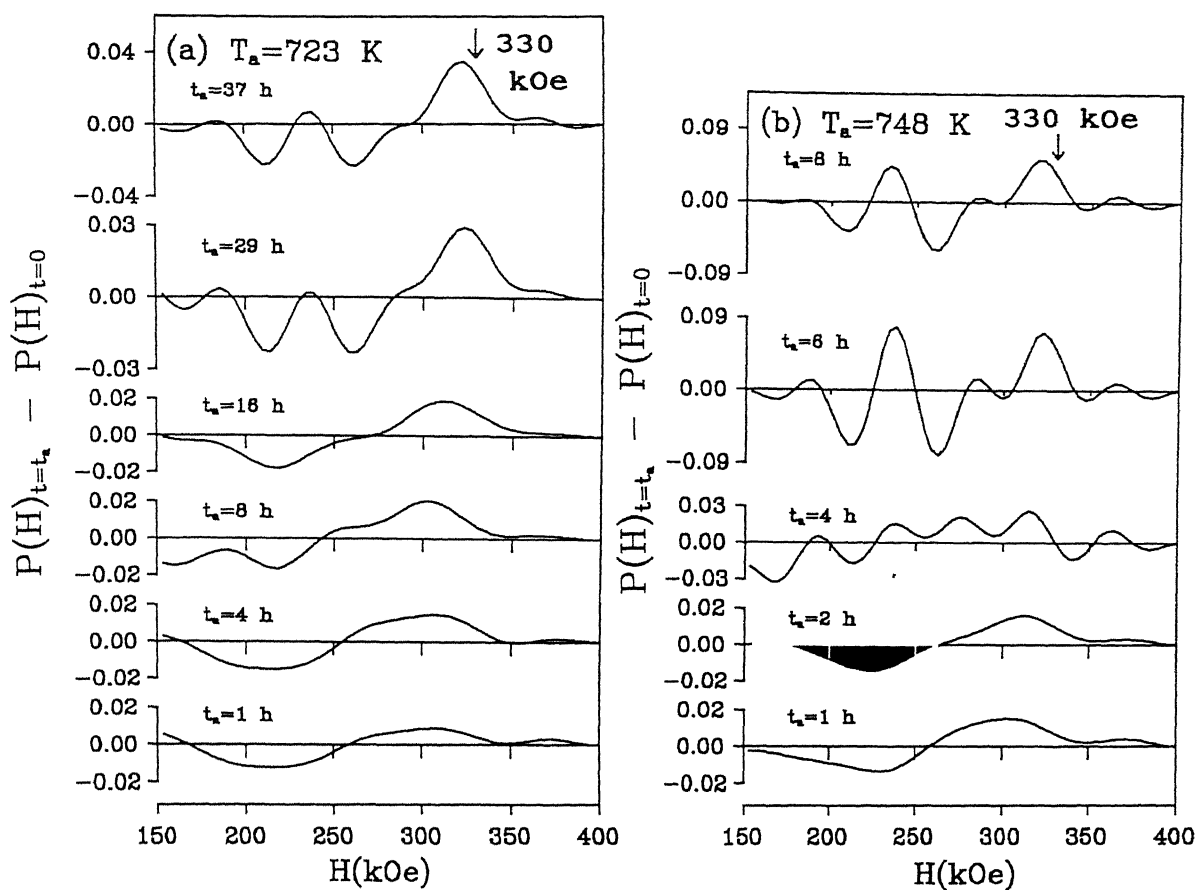 (a) Tₐ=723 K
↓ 330
kOe
tₐ=37 h
0.04
0.00
−0.04
tₐ=29 h
0.03
0.00
−0.03
tₐ=16 h
0.02
0.00
−0.02
tₐ=8 h
0.02
0.00
−0.02
tₐ=4 h
0.02
0.00
−0.02
tₐ=1 h
0.02
0.00
−0.02
150 200 250 300 350 400
H(kOe)
P(H)t=tₐ − P(H)t=0
(b) Tₐ=748 K
330 kOe
↓
tₐ=8 h
0.09
0.00
−0.09
tₐ=6 h
0.09
0.00
−0.09
tₐ=4 h
0.03
0.00
−0.03
tₐ=2 h
0.02
0.00
−0.02
tₐ=1 h
0.02
0.00
−0.02
150 200 250 300 350 400
H(kOe)
P(H)t=tₐ − P(H)t=0